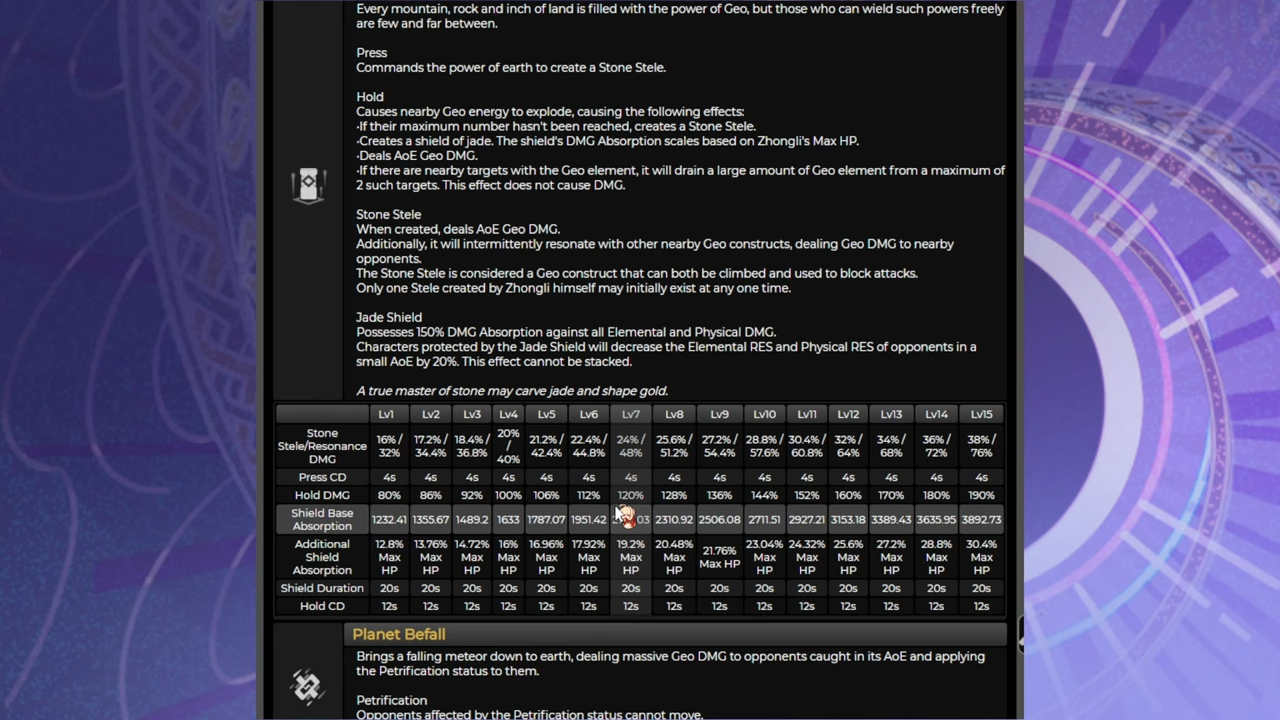 Every mountain, rock and inch of land is filled with the power of Geo, but those who can wield such powers freely
are few and far between.
Press
Commands the power of earth to create a Stone Stele.
Hold
Causes nearby Geo energy to explode, causing the following effects:
·If their maximum number hasn't been reached, creates a Stone Stele.
·Creates a shield of jade. The shield's DMG Absorption scales based on Zhongli's Max HP.
·Deals AoE Geo DMG.
·If there are nearby targets with the Geo element, it will drain a large amount of Geo element from a maximum of
2 such targets. This effect does not cause DMG.
Stone Stele
When created, deals AoE Geo DMG.
Additionally, it will intermittently resonate with other nearby Geo constructs, dealing Geo DMG to nearby
opponents.
The Stone Stele is considered a Geo construct that can both be climbed and used to block attacks.
Only one Stele created by Zhongli himself may initially exist at any one time.
Jade Shield
Possesses 150% DMG Absorption against all Elemental and Physical DMG.
Characters protected by the Jade Shield will decrease the Elemental RES and Physical RES of opponents in a
small AoE by 20%. This effect cannot be stacked.
A true master of stone may carve jade and shape gold.
Lv1 Lv2 Lv3 Lv4 Lv5 Lv6 Lv7 Lv8 Lv9 Lv10 Lv11 Lv12 Lv13 Lv14 Lv15
Stone Stele/Resonance DMG 16% / 32% 17.2% / 34.4% 18.4% / 36.8% 20% / 40% 21.2% / 42.4% 22.4% / 44.8% 24% / 48% 25.6% / 51.2% 27.2% / 54.4% 28.8% / 57.6% 30.4% / 60.8% 32% / 64% 34% / 68% 36% / 72% 38% / 76%
Press CD 4s 4s 4s 4s 4s 4s 4s 4s 4s 4s 4s 4s 4s 4s 4s
Hold DMG 80% 86% 92% 100% 106% 112% 120% 128% 136% 144% 152% 160% 170% 180% 190%
Shield Base Absorption 1232.41 1355.67 1489.2 1633 1787.07 1951.42 2310.92 2506.08 2711.51 2927.21 3153.18 3389.43 3635.95 3892.73
Additional Shield Absorption 12.8% Max HP 13.76% Max HP 14.72% Max HP 16% Max HP 16.96% Max HP 17.92% Max HP 19.2% Max HP 20.48% Max HP 21.76% Max HP 23.04% Max HP 24.32% Max HP 25.6% Max HP 27.2% Max HP 28.8% Max HP 30.4% Max HP
Shield Duration 20s 20s 20s 20s 20s 20s 20s 20s 20s 20s 20s 20s 20s 20s 20s
Hold CD 12s 12s 12s 12s 12s 12s 12s 12s 12s 12s 12s 12s 12s 12s 12s
Planet Befall
Brings a falling meteor down to earth, dealing massive Geo DMG to opponents caught in its AoE and applying
the Petrification status to them.
Petrification
Opponents affected by the Petrification status cannot move.